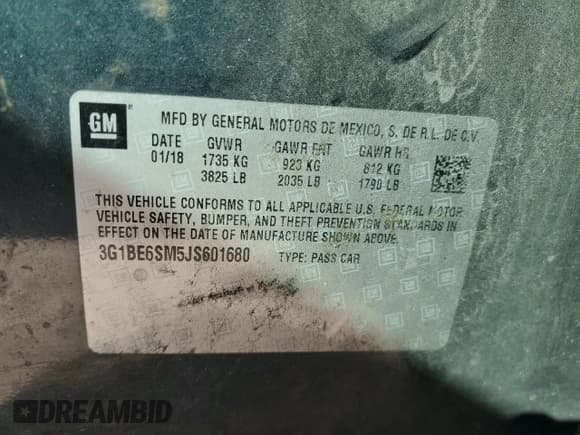 GM
MFD BY GENERAL MOTORS DE MEXICO, S. DE R.L. DE C.V.
DATE GVWR GAWR FRT GAWR RR
01/18 1735 KG 923 KG 812 KG
3825 LB 2035 LB 1790 LB
THIS VEHICLE CONFORMS TO ALL APPLICABLE U.S. FEDERAL MOTOR
VEHICLE SAFETY, BUMPER, AND THEFT PREVENTION STANDARDS IN
EFFECT ON THE DATE OF MANUFACTURE SHOWN ABOVE.
3G1BE6SM5JS601680 TYPE: PASS CAR
DREAMBID